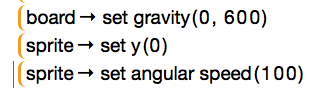 board → set gravity(0, 600)
sprite → set y(0)
sprite → set angular speed(100)